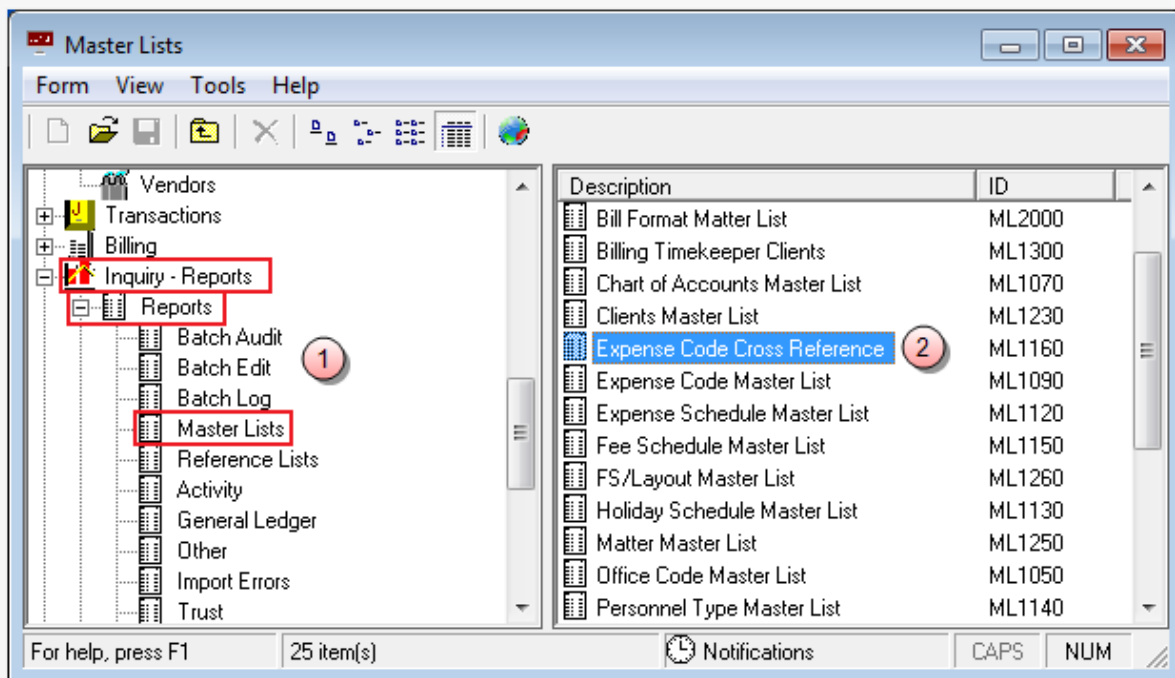 Master Lists
Form View Tools Help
Vendors
Transactions
Billing
Inquiry - Reports
Reports
Batch Audit
Batch Edit
Batch Log
Master Lists
Reference Lists
Activity
General Ledger
Other
Import Errors
Trust
1
Description ID
Bill Format Matter List ML2000
Billing Timekeeper Clients ML1300
Chart of Accounts Master List ML1070
Clients Master List ML1230
Expense Code Cross Reference 2 ML1160
Expense Code Master List ML1090
Expense Schedule Master List ML1120
Fee Schedule Master List ML1150
FS/Layout Master List ML1260
Holiday Schedule Master List ML1130
Matter Master List ML1250
Office Code Master List ML1050
Personnel Type Master List ML1140
For help, press F1 25 item(s) Notifications CAPS NUM